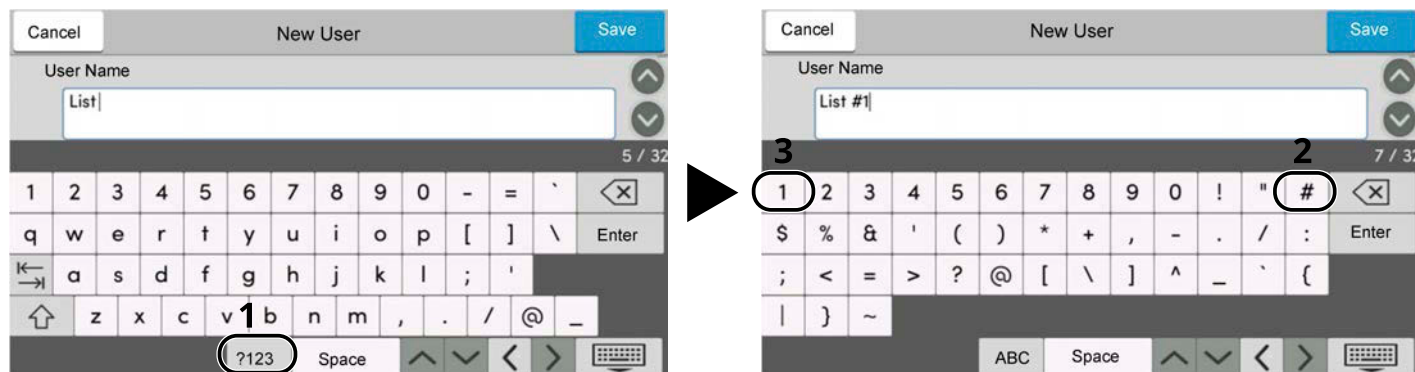 Cancel New User Save
User Name
List
5 / 32
1 2 3 4 5 6 7 8 9 0 - = `
q w e r t y u i o p [ ] \ Enter
a s d f g h j k l ; '
z x c v b n m , . / @ _
1
?123 Space
Cancel New User Save
User Name
List #1
3 2 7 / 32
1 2 3 4 5 6 7 8 9 0 ! " #
$ % & ' ( ) * + , - . / : Enter
; < = > ? @ [ \ ] ^ _ ` {
| } ~
ABC Space